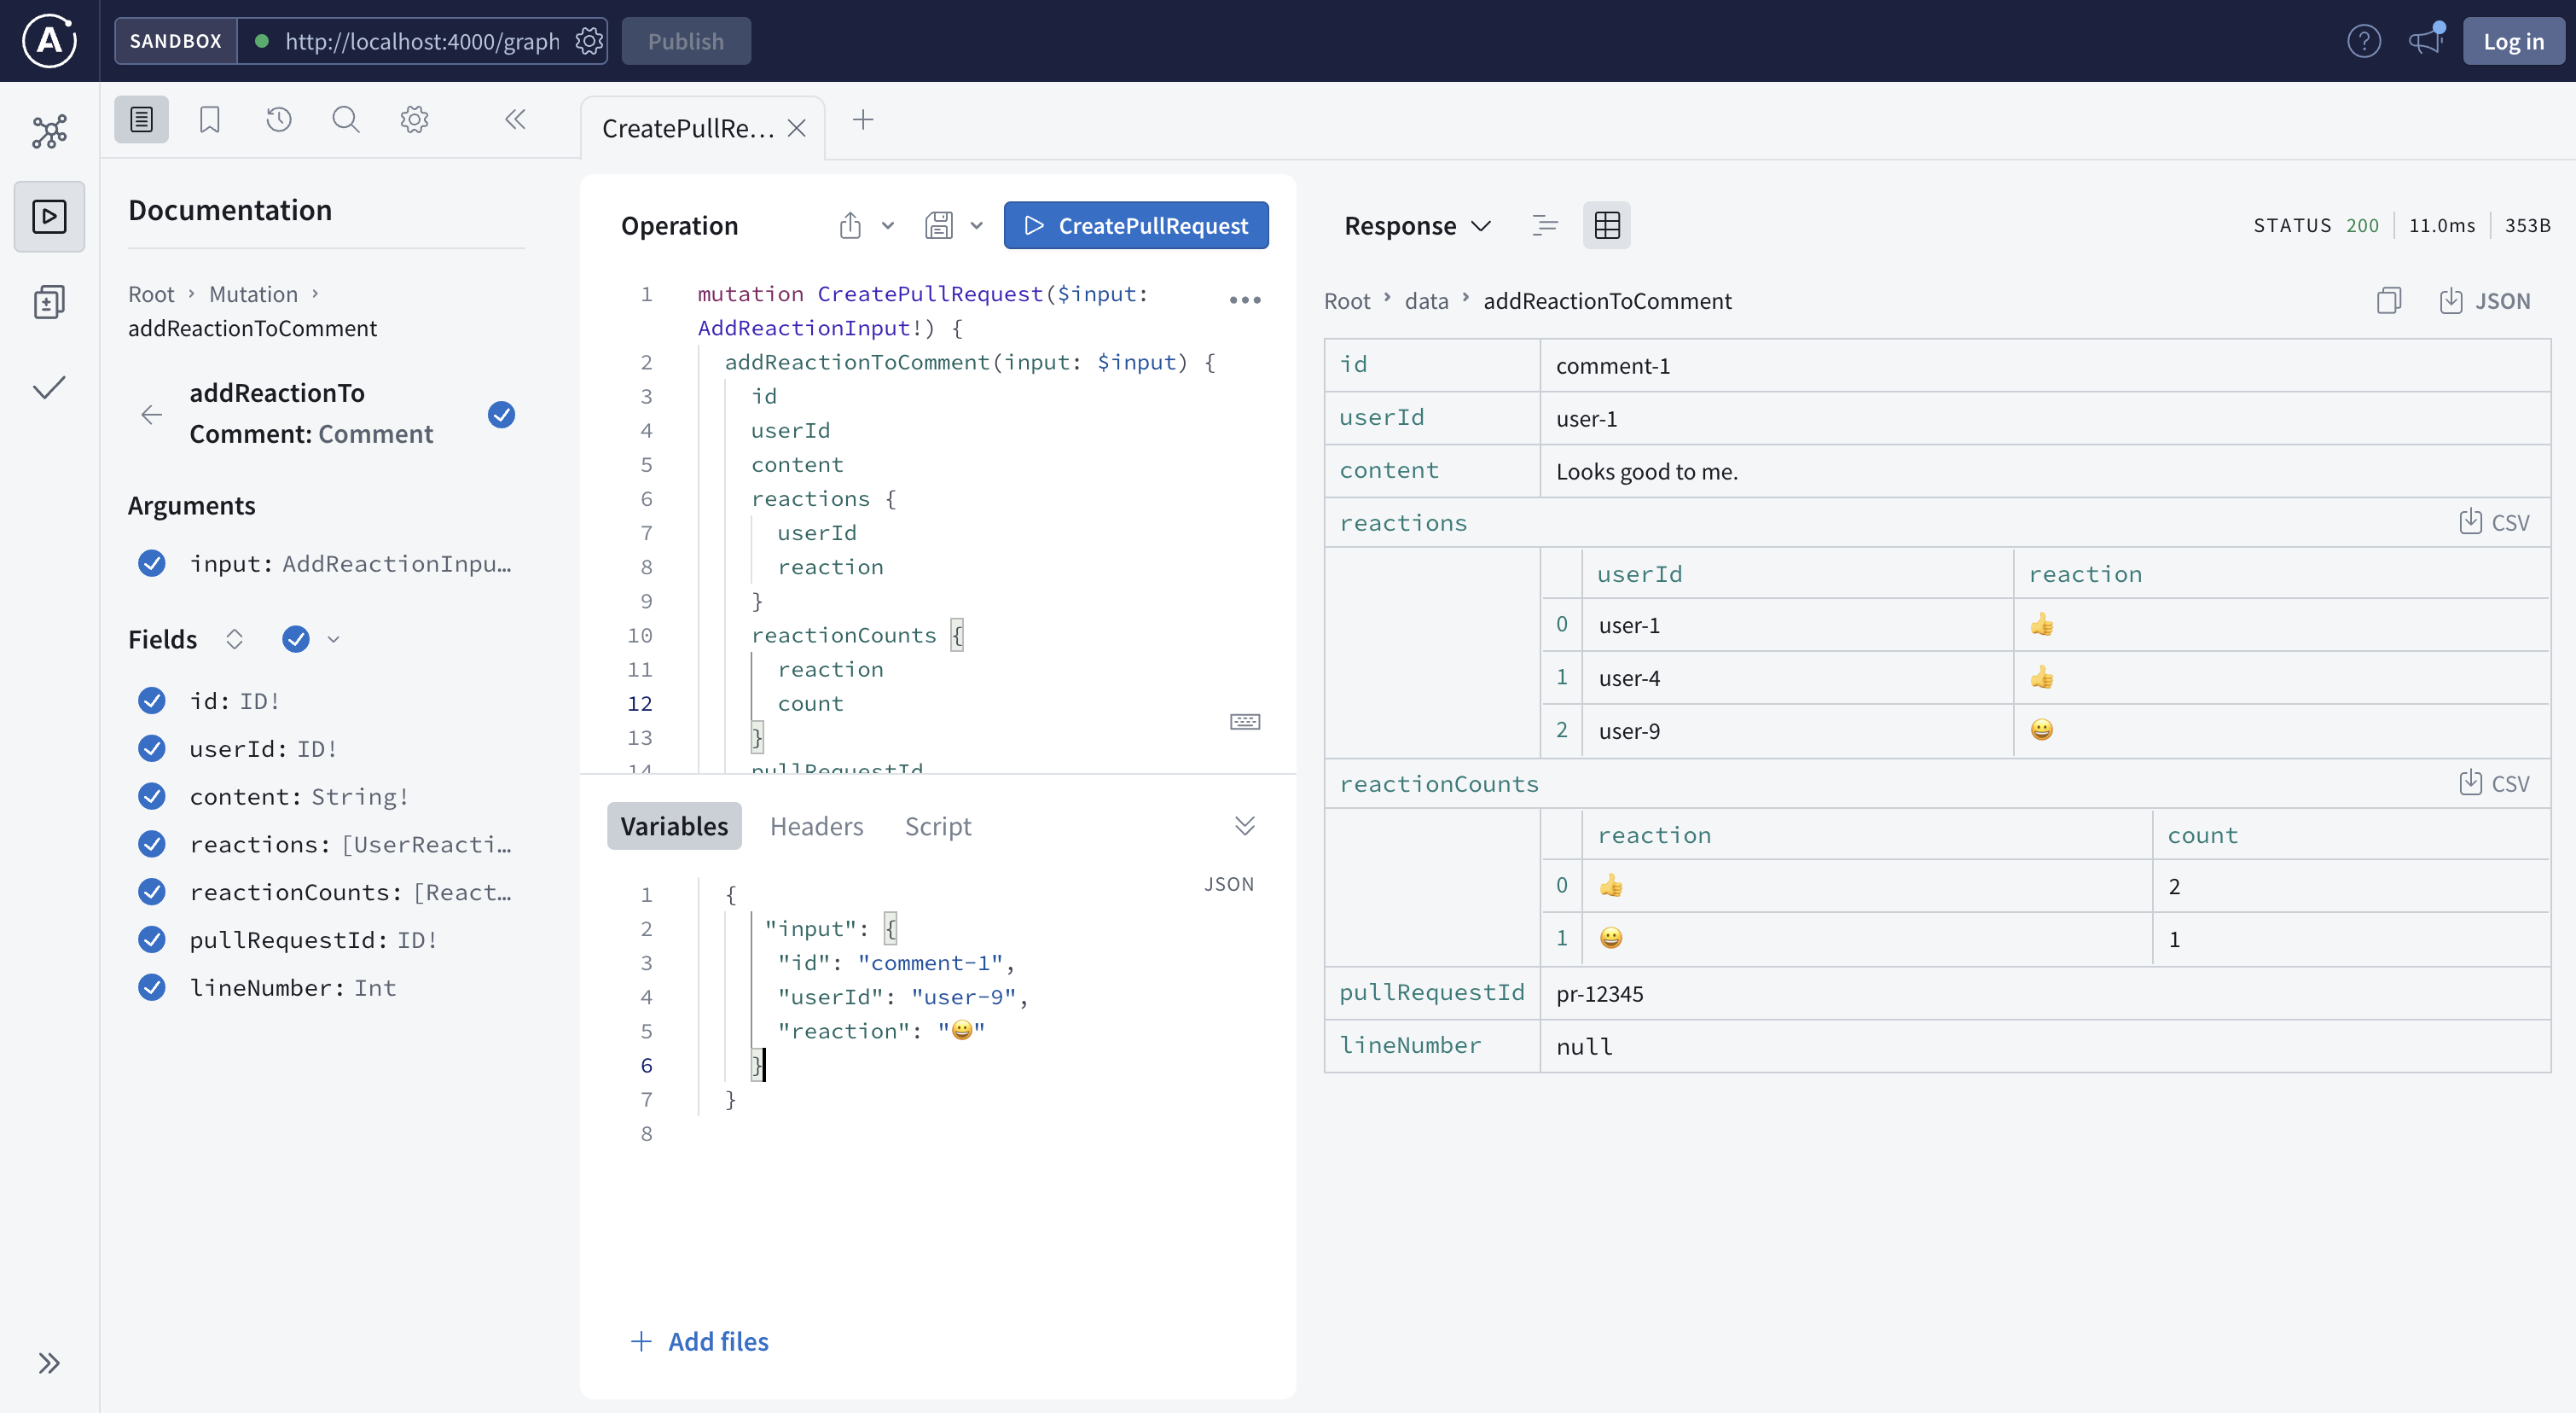 SANDBOX
http://localhost:4000/graph
Publish
Log in
CreatePullRe...
Documentation
Root › Mutation ›
addReactionToComment
addReactionTo
Comment: Comment
Arguments
input: AddReactionInpu...
Fields
id: ID!
userId: ID!
content: String!
reactions: [UserReacti...
reactionCounts: [React...
pullRequestId: ID!
lineNumber: Int
Operation
CreatePullRequest
1 mutation CreatePullRequest($input:
AddReactionInput!) {
2 addReactionToComment(input: $input) {
3 id
4 userId
5 content
6 reactions {
7 userId
8 reaction
9 }
10 reactionCounts {
11 reaction
12 count
13 }
14 pullRequestId
Variables Headers Script
JSON
1 {
2 "input": {
3 "id": "comment-1",
4 "userId": "user-9",
5 "reaction": "😀"
6 }
7 }
8
+ Add files
Response
STATUS 200 11.0ms 353B
Root › data › addReactionToComment
JSON
id comment-1
userId user-1
content Looks good to me.
reactions CSV
userId reaction
0 user-1 👍
1 user-4 👍
2 user-9 😀
reactionCounts CSV
reaction count
0 👍 2
1 😀 1
pullRequestId pr-12345
lineNumber null